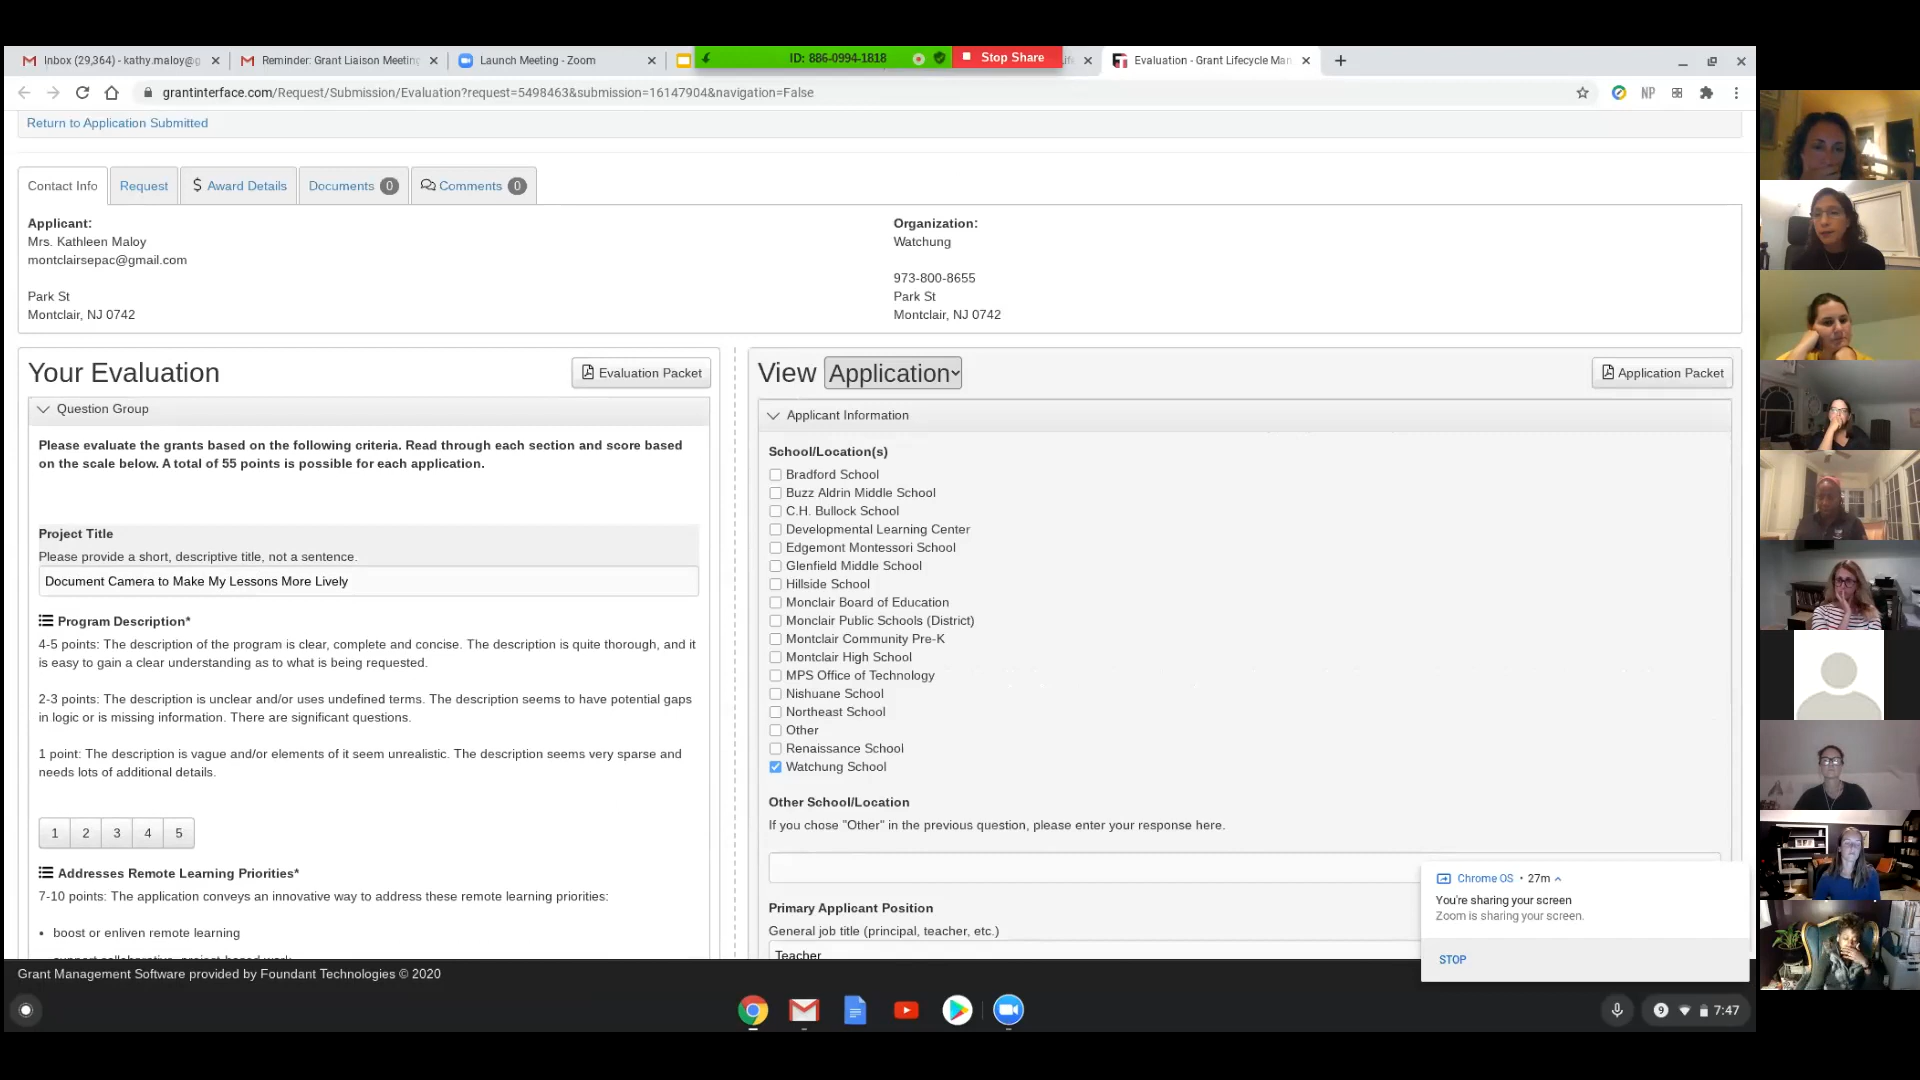 Inbox (29,364) - kathy.maloy@g
Reminder: Grant Liaison Meeting
Launch Meeting - Zoom
ID: 886-0994-1818
Stop Share
Evaluation - Grant Lifecycle Man
grantinterface.com/Request/Submission/Evaluation?request=5498463&submission=16147904&navigation=False
NP
Return to Application Submitted
Contact Info
Request
$ Award Details
Documents 0
Comments 0
Applicant:
Mrs. Kathleen Maloy
montclairsepac@gmail.com
Park St
Montclair, NJ 0742
Organization:
Watchung
973-800-8655
Park St
Montclair, NJ 0742
Your Evaluation
Evaluation Packet
Question Group
Please evaluate the grants based on the following criteria. Read through each section and score based
on the scale below. A total of 55 points is possible for each application.
Project Title
Please provide a short, descriptive title, not a sentence.
Document Camera to Make My Lessons More Lively
Program Description*
4-5 points: The description of the program is clear, complete and concise. The description is quite thorough, and it
is easy to gain a clear understanding as to what is being requested.
2-3 points: The description is unclear and/or uses undefined terms. The description seems to have potential gaps
in logic or is missing information. There are significant questions.
1 point: The description is vague and/or elements of it seem unrealistic. The description seems very sparse and
needs lots of additional details.
1 2 3 4 5
Addresses Remote Learning Priorities*
7-10 points: The application conveys an innovative way to address these remote learning priorities:
• boost or enliven remote learning
View Application
Application Packet
Applicant Information
School/Location(s)
Bradford School
Buzz Aldrin Middle School
C.H. Bullock School
Developmental Learning Center
Edgemont Montessori School
Glenfield Middle School
Hillside School
Monclair Board of Education
Monclair Public Schools (District)
Montclair Community Pre-K
Montclair High School
MPS Office of Technology
Nishuane School
Northeast School
Other
Renaissance School
Watchung School
Other School/Location
If you chose "Other" in the previous question, please enter your response here.
Primary Applicant Position
General job title (principal, teacher, etc.)
Teacher
Chrome OS • 27m
You're sharing your screen
Zoom is sharing your screen.
STOP
Grant Management Software provided by Foundant Technologies © 2020
9
7:47